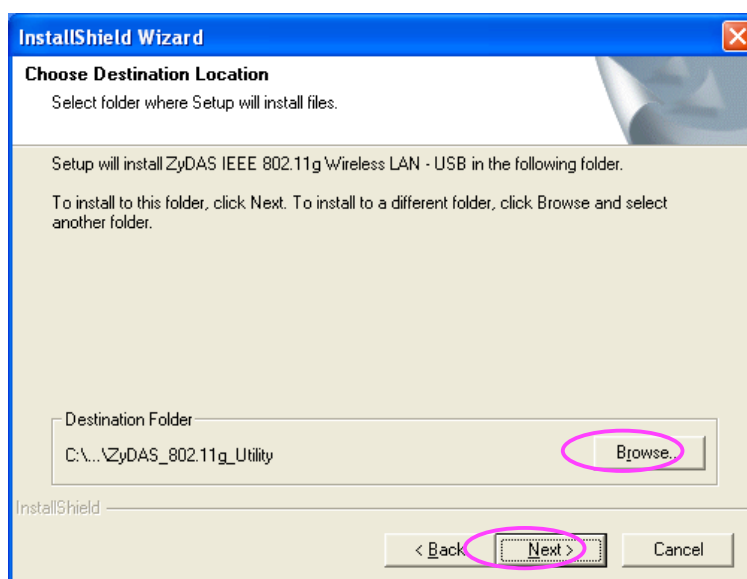 InstallShield Wizard
Choose Destination Location
Select folder where Setup will install files.
Setup will install ZyDAS IEEE 802.11g Wireless LAN - USB in the following folder.
To install to this folder, click Next. To install to a different folder, click Browse and select
another folder.
Destination Folder
C:\...\ZyDAS_802.11g_Utility
Browse..
InstallShield
< Back
Next >
Cancel